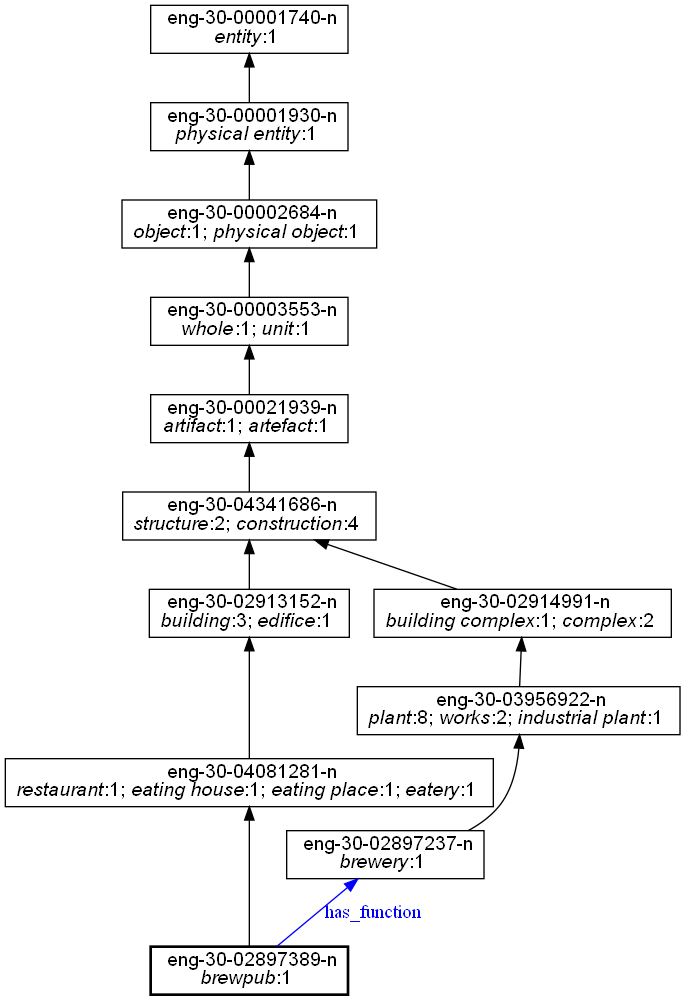 eng-30-00001740-n
entity:1
eng-30-00001930-n
physical entity:1
eng-30-00002684-n
object:1; physical object:1
eng-30-00003553-n
whole:1; unit:1
eng-30-00021939-n
artifact:1; artefact:1
eng-30-04341686-n
structure:2; construction:4
eng-30-02913152-n
building:3; edifice:1
eng-30-02914991-n
building complex:1; complex:2
eng-30-03956922-n
plant:8; works:2; industrial plant:1
eng-30-04081281-n
restaurant:1; eating house:1; eating place:1; eatery:1
eng-30-02897237-n
brewery:1
has_function
eng-30-02897389-n
brewpub:1